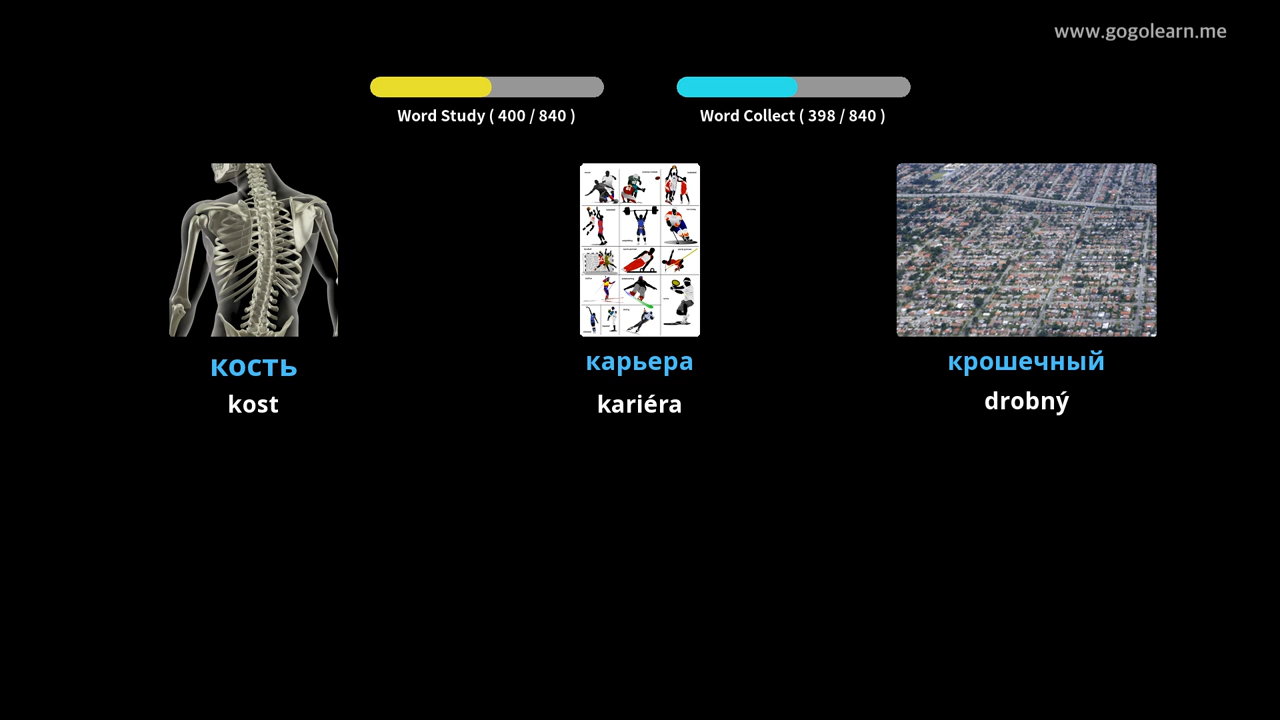 www.gogolearn.me
Word Study ( 400 / 840 )
Word Collect ( 398 / 840 )
кость
карьера
крошечный
kost
kariéra
drobný